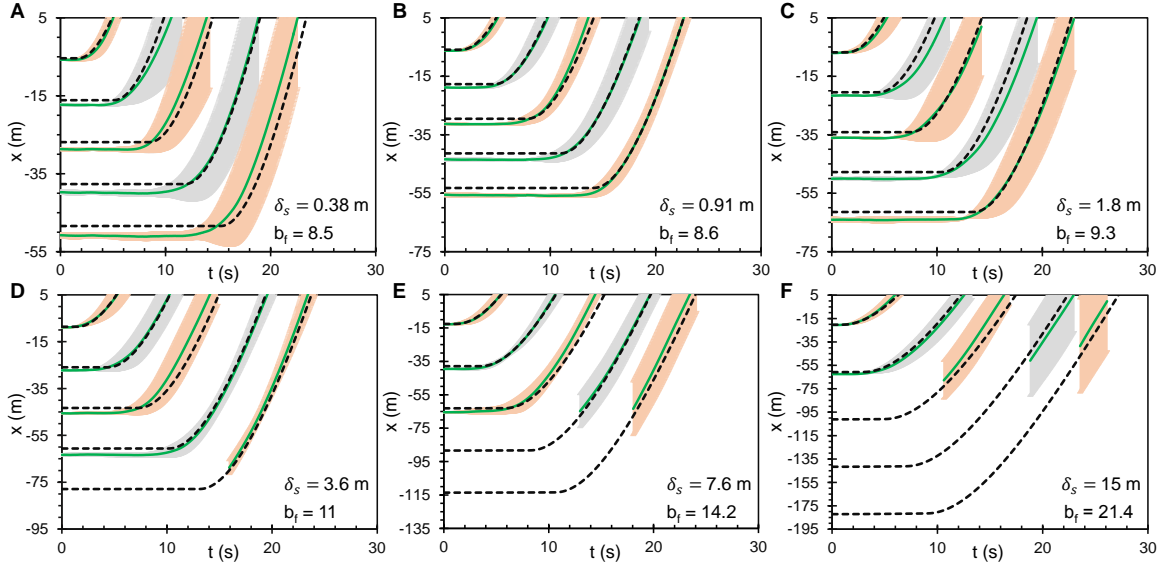 A
5
-15
-35
-55
x (m)
0
10
20
30
t (s)
δs = 0.38 m
bf = 8.5
B
5
-15
-35
-55
-75
x (m)
0
10
20
30
t (s)
δs = 0.91 m
bf = 8.6
C
5
-15
-35
-55
-75
x (m)
0
10
20
30
t (s)
δs = 1.8 m
bf = 9.3
D
5
-15
-35
-55
-75
-95
x (m)
0
10
20
30
t (s)
δs = 3.6 m
bf = 11
E
5
-15
-35
-55
-75
-95
-115
-135
x (m)
0
10
20
30
t (s)
δs = 7.6 m
bf = 14.2
F
5
-15
-35
-55
-75
-95
-115
-135
-155
-175
-195
x (m)
0
10
20
30
t (s)
δs = 15 m
bf = 21.4